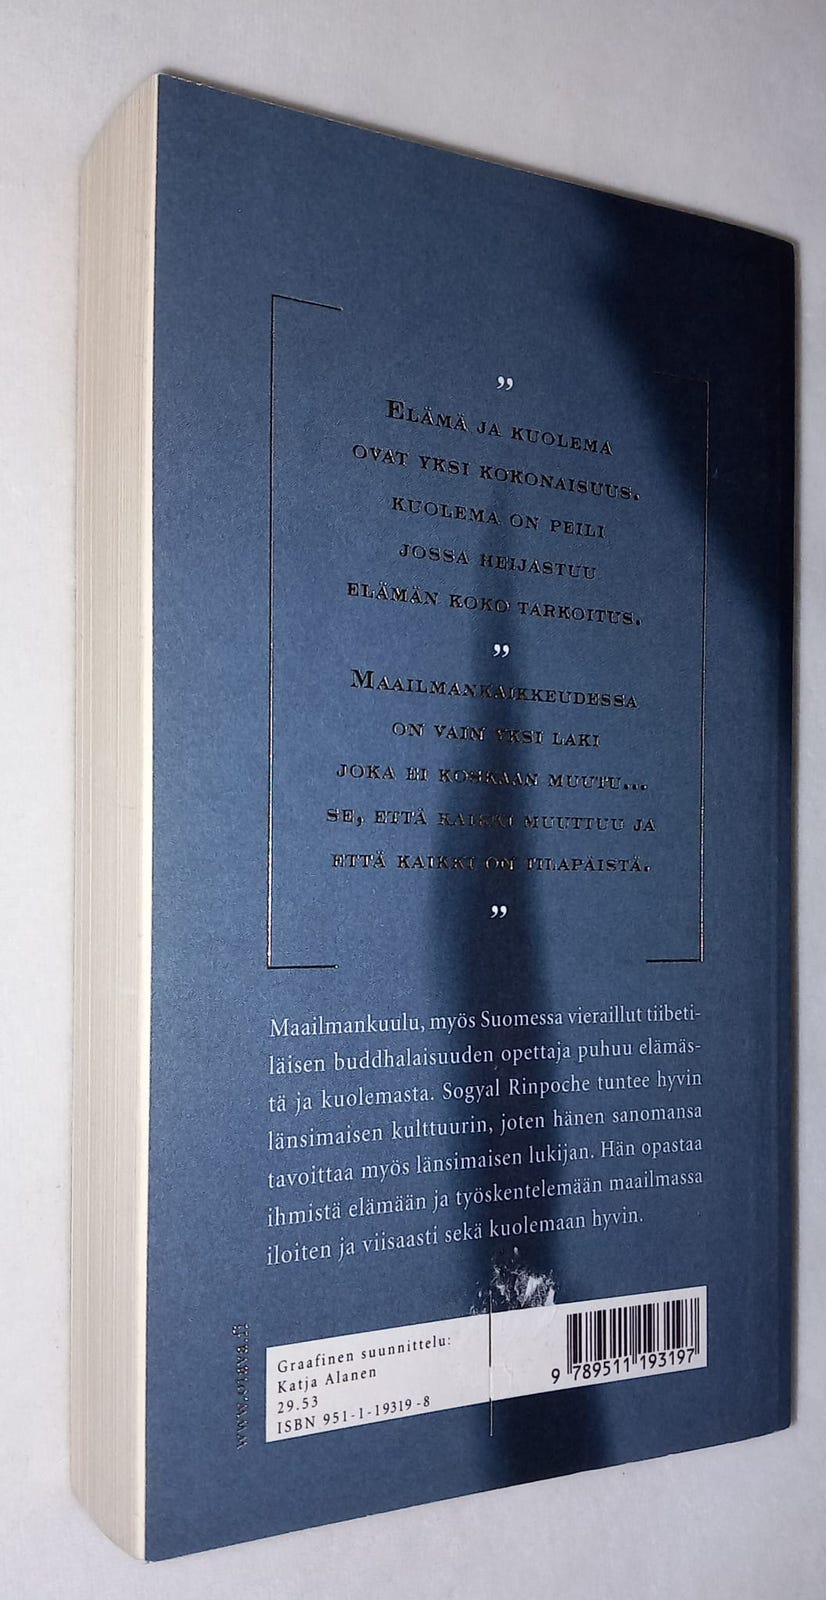 ”
ELÄMÄ JA KUOLEMA
OVAT YKSI KOKONAISUUS.
KUOLEMA ON PEILI
JOSSA HEIJASTUU
ELÄMÄN KOKO TARKOITUS.
”
MAAILMANKAIKKEUDESSA
ON VAIN YKSI LAKI
JOKA EI KOSKAAN MUUTU...
SE, ETTÄ KAIKKI MUUTTUU JA
ETTÄ KAIKKI ON TILAPÄISTÄ.
”
Maailmankuulu, myös Suomessa vieraillut tiibeti-
läisen buddhalaisuuden opettaja puhuu elämäs-
tä ja kuolemasta. Sogyal Rinpoche tuntee hyvin
länsimaisen kulttuurin, joten hänen sanomansa
tavoittaa myös länsimaisen lukijan. Hän opastaa
ihmistä elämään ja työskentelemään maailmassa
iloiten ja viisaasti sekä kuolemaan hyvin.
www.otava.fi
Graafinen suunnittelu:
Katja Alanen
29.53
ISBN 951-1-19319-8
9 789511 193197